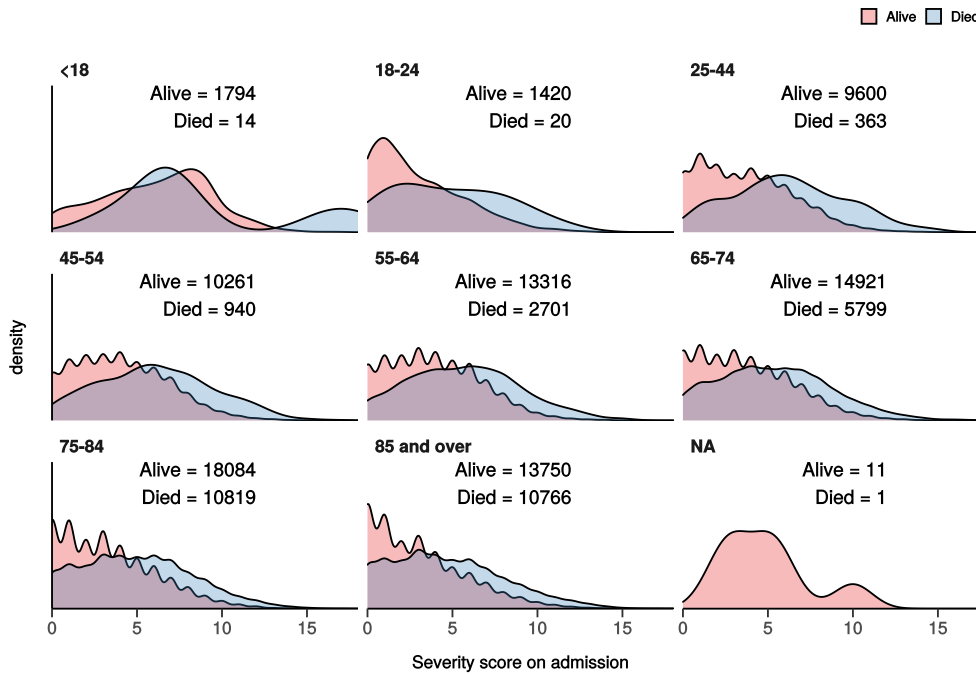 Alive Died
<18 18-24 25-44
Alive = 1794 Alive = 1420 Alive = 9600
Died = 14 Died = 20 Died = 363
45-54 55-64 65-74
Alive = 10261 Alive = 13316 Alive = 14921
Died = 940 Died = 2701 Died = 5799
density
75-84 85 and over NA
Alive = 18084 Alive = 13750 Alive = 11
Died = 10819 Died = 10766 Died = 1
0 5 10 15 0 5 10 15 0 5 10 15
Severity score on admission